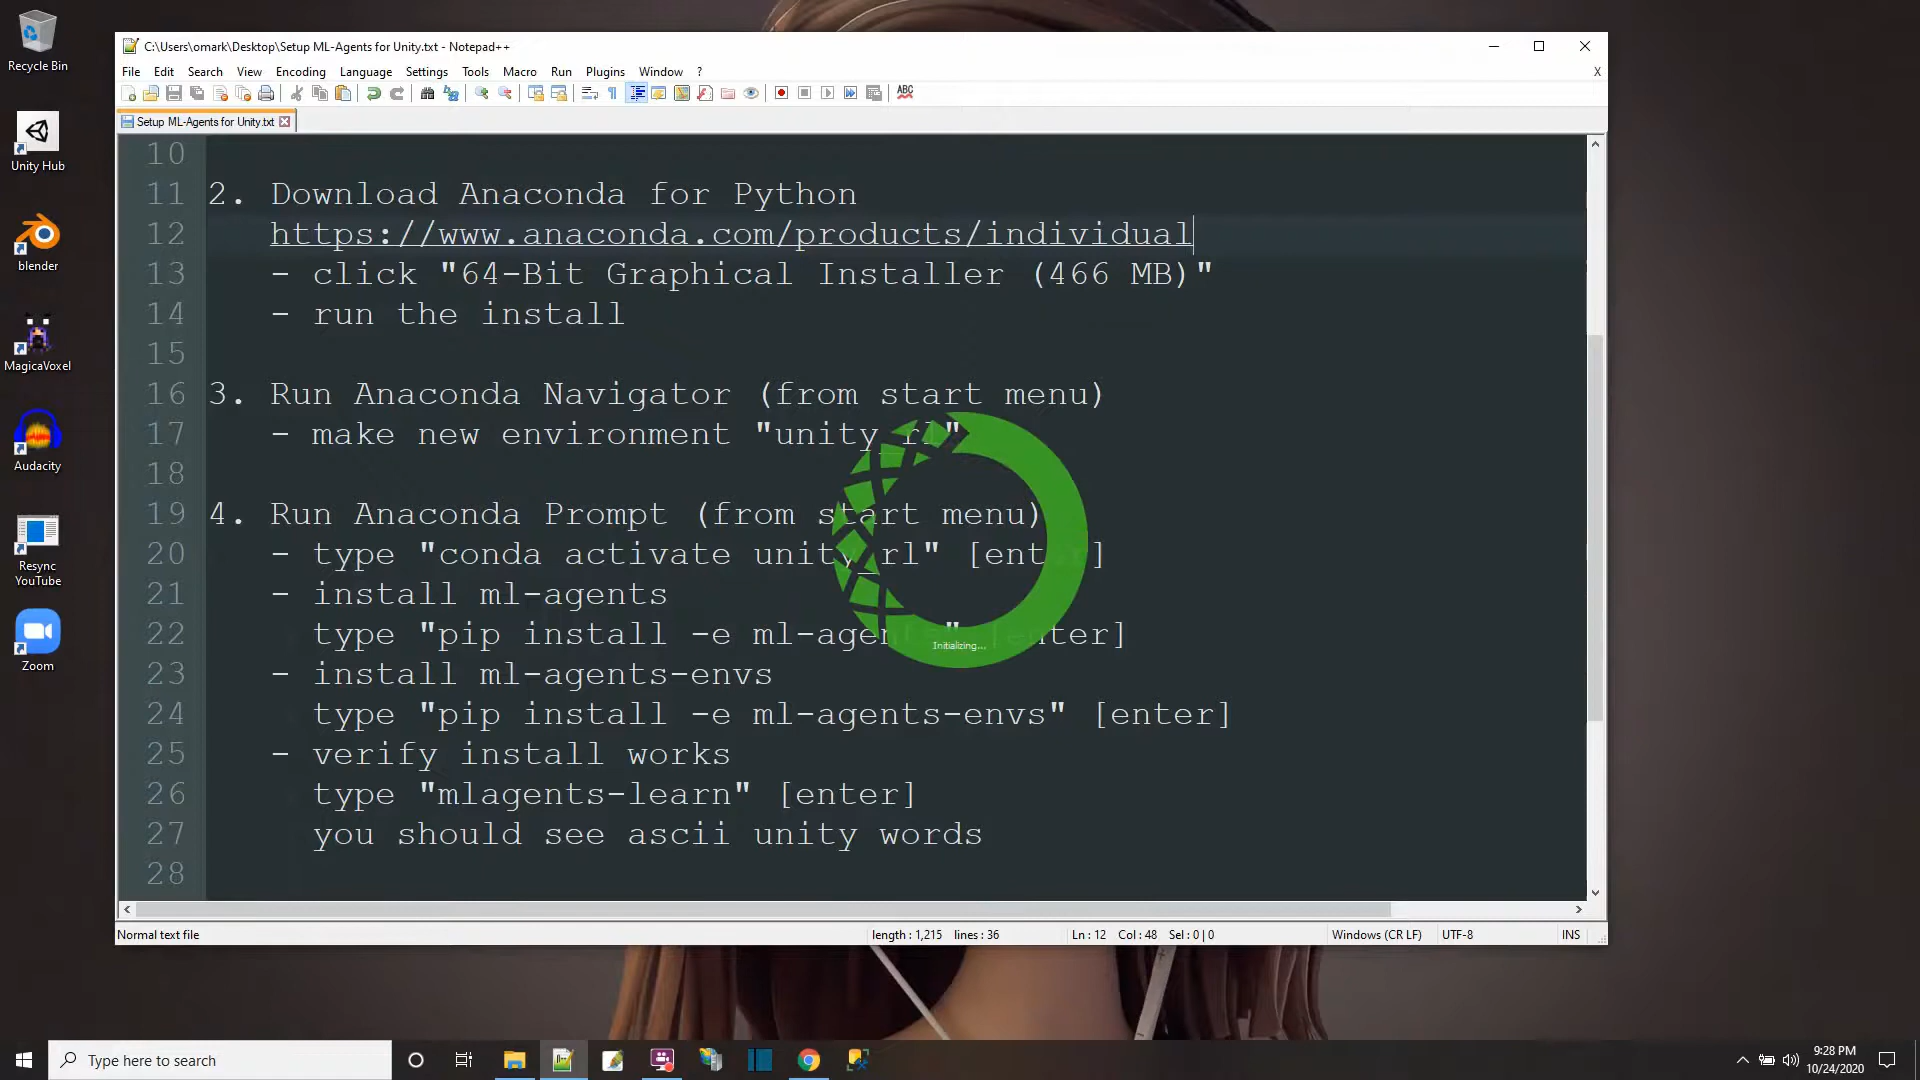 Recycle Bin
Unity Hub
blender
MagicaVoxel
Audacity
Resync
YouTube
Zoom
C:\Users\omark\Desktop\Setup ML-Agents for Unity.txt - Notepad++
File Edit Search View Encoding Language Settings Tools Macro Run Plugins Window ? X
ABC
Setup ML-Agents for Unity.txt
10
11 2. Download Anaconda for Python
12 https://www.anaconda.com/products/individual
13 - click "64-Bit Graphical Installer (466 MB)"
14 - run the install
15
16 3. Run Anaconda Navigator (from start menu)
17 - make new environment "unity_rl"
18
19 4. Run Anaconda Prompt (from start menu)
20 - type "conda activate unity_rl" [enter]
21 - install ml-agents
22 type "pip install -e ml-agents" [enter]
Initializing...
23 - install ml-agents-envs
24 type "pip install -e ml-agents-envs" [enter]
25 - verify install works
26 type "mlagents-learn" [enter]
27 you should see ascii unity words
28
Normal text file length : 1,215 lines : 36 Ln : 12 Col : 48 Sel : 0 | 0 Windows (CR LF) UTF-8 INS
Type here to search
9:28 PM
10/24/2020